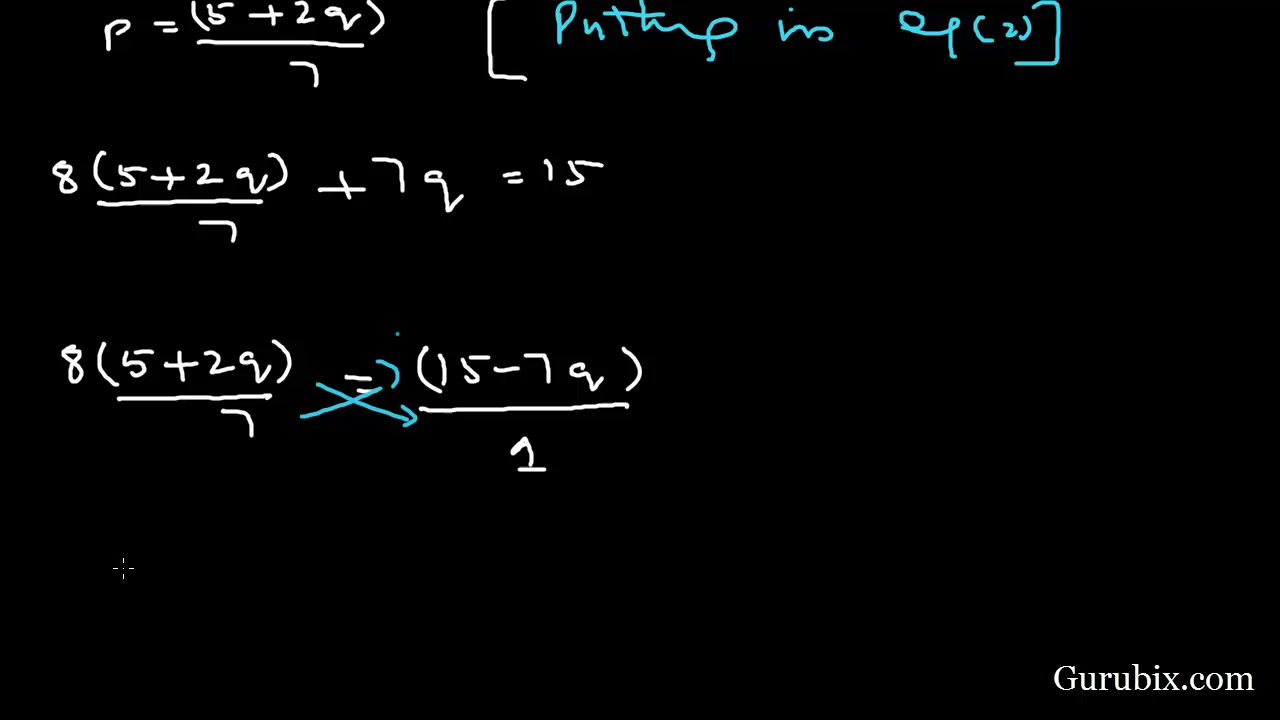 p = (5+2q)/7 [Putting in eq(2)]
8(5+2q)/7 + 7q = 15
8(5+2q)/7 = (15-7q)/1
Gurubix.com